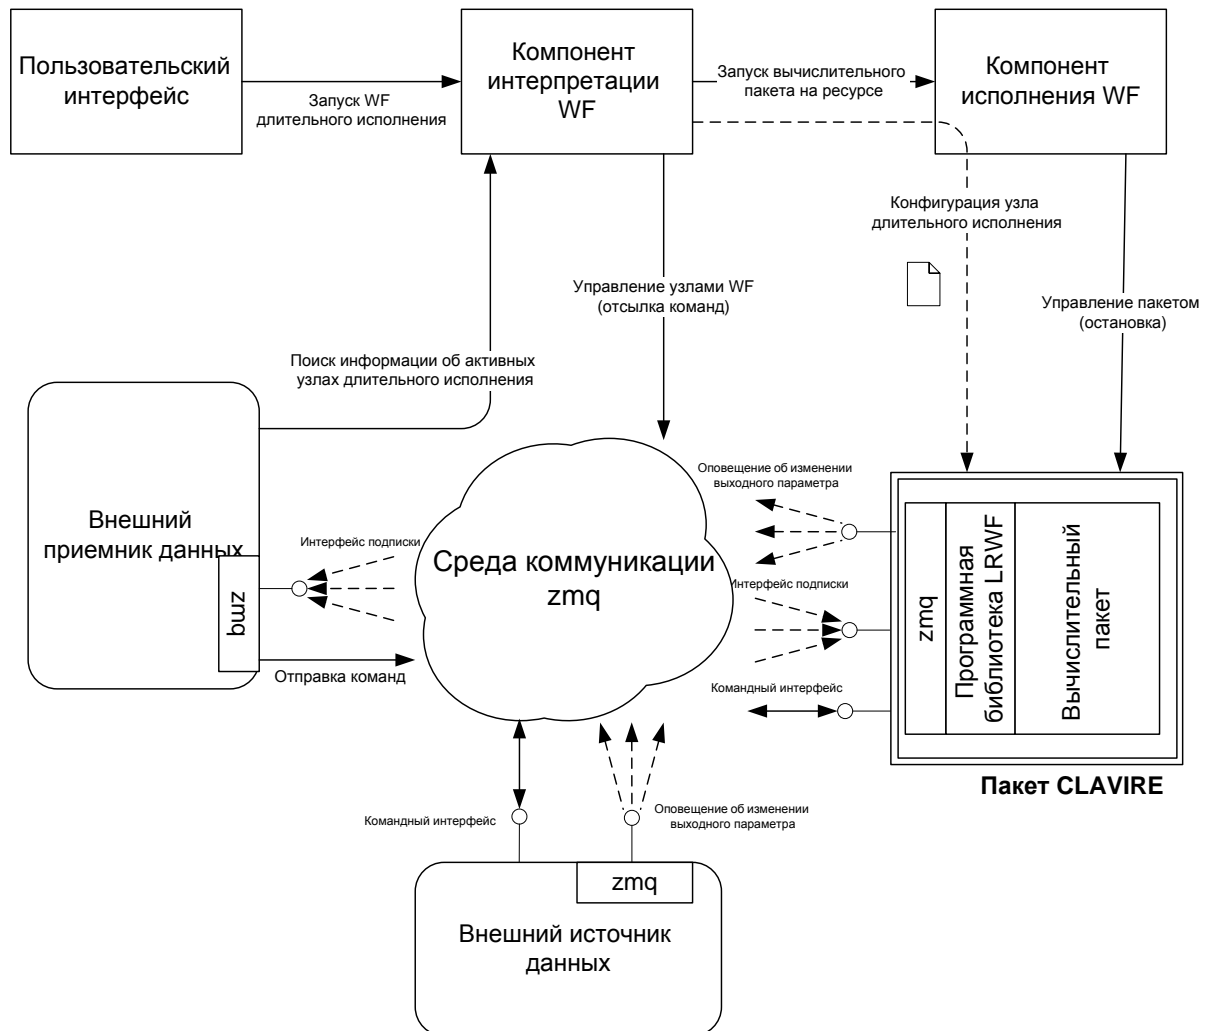 Пользовательский
интерфейс
Запуск WF
длительного исполнения
Компонент
интерпретации
WF
Запуск вычислительного
пакета на ресурсе
Компонент
исполнения WF
Конфигурация узла
длительного исполнения
Управление узлами WF
(отсылка команд)
Управление пакетом
(остановка)
Поиск информации об активных
узлах длительного исполнения
Внешний
приемник данных
zmq
Интерфейс подписки
Отправка команд
Среда коммуникации
zmq
Оповещение об изменении
выходного параметра
Интерфейс подписки
Командный интерфейс
zmq
Программная
библиотека LRWF
Вычислительный
пакет
Пакет CLAVIRE
Командный интерфейс
Оповещение об изменении
выходного параметра
zmq
Внешний источник
данных